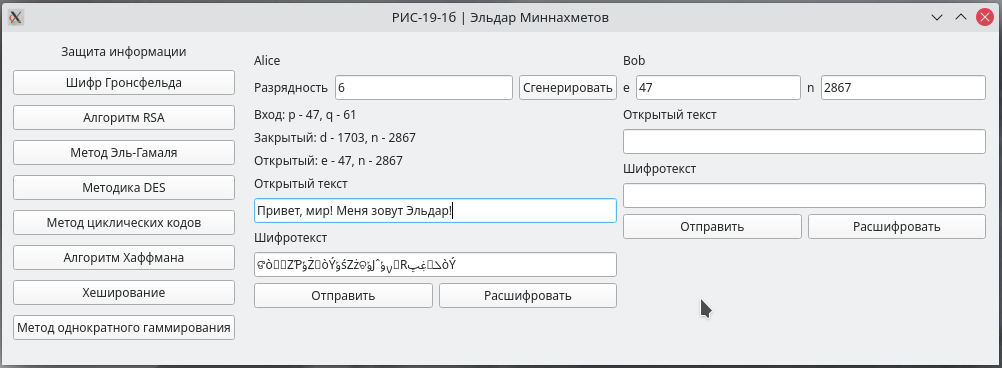 РИС-19-1б | Эльдар Миннахметов
Защита информации
Шифр Гронсфельда
Алгоритм RSA
Метод Эль-Гамаля
Методика DES
Метод циклических кодов
Алгоритм Хаффмана
Хеширование
Метод однократного гаммирования
Alice
Разрядность 6 Сгенерировать
Вход: p - 47, q - 61
Закрытый: d - 1703, n - 2867
Открытый: e - 47, n - 2867
Открытый текст
Привет, мир! Меня зовут Эльдар!
Шифротекст
Отправить Расшифровать
Bob
e 47 n 2867
Открытый текст
Шифротекст
Отправить Расшифровать